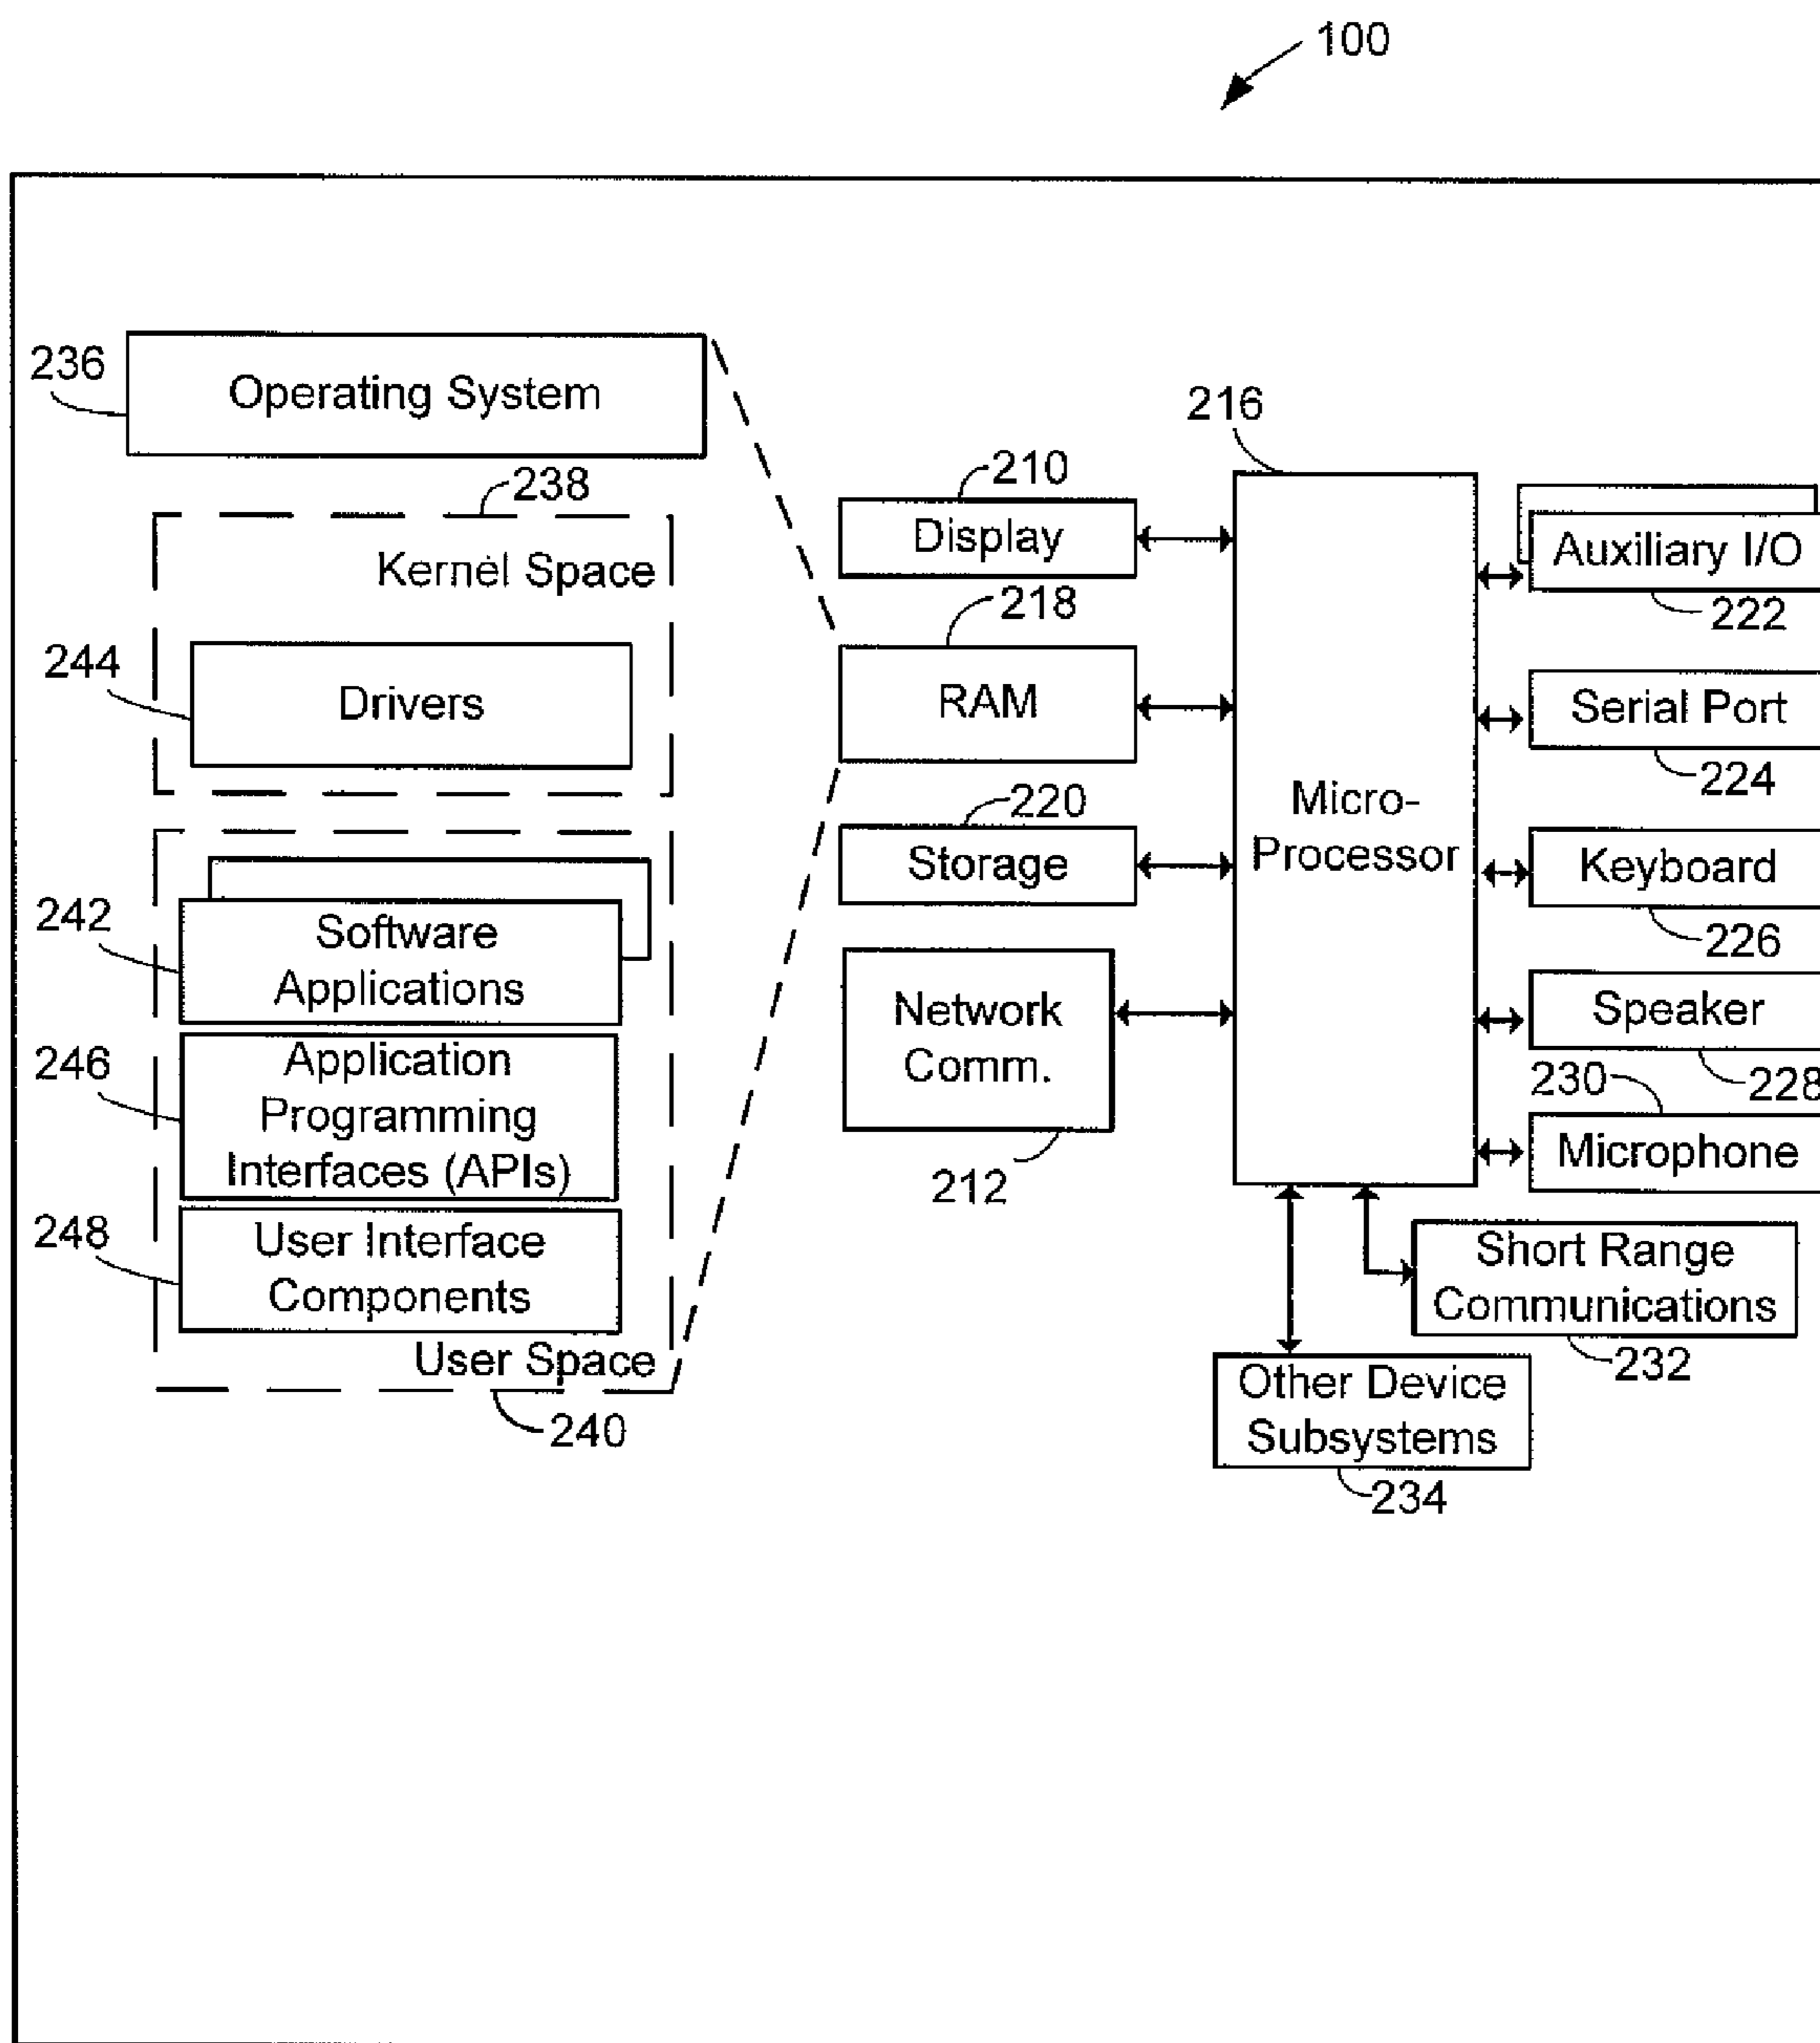 100
236
Operating System
238
Kernel Space
244
Drivers
242
Software
Applications
246
Application
Programming
Interfaces (APIs)
248
User Interface
Components
User Space
240
210
Display
218
RAM
220
Storage
Network
Comm.
212
216
Micro-
Processor
Auxiliary I/O
222
Serial Port
224
Keyboard
226
Speaker
228
230
Microphone
Short Range
Communications
232
Other Device
Subsystems
234